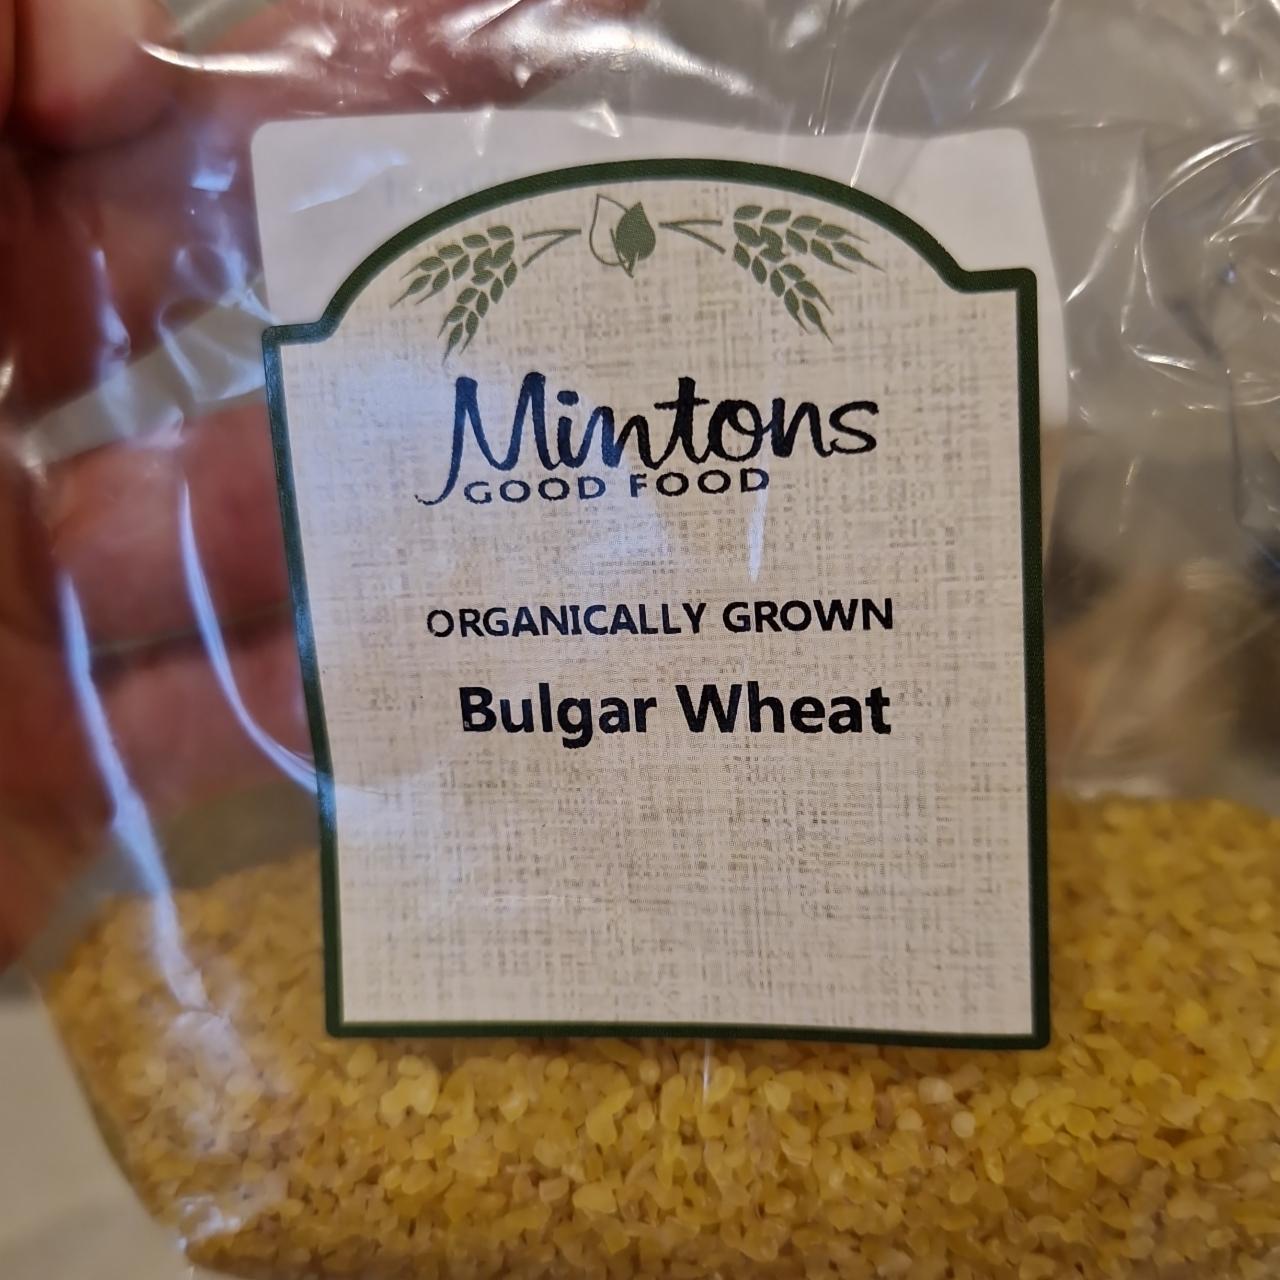 Mintons
GOOD FOOD
ORGANICALLY GROWN
Bulgar Wheat